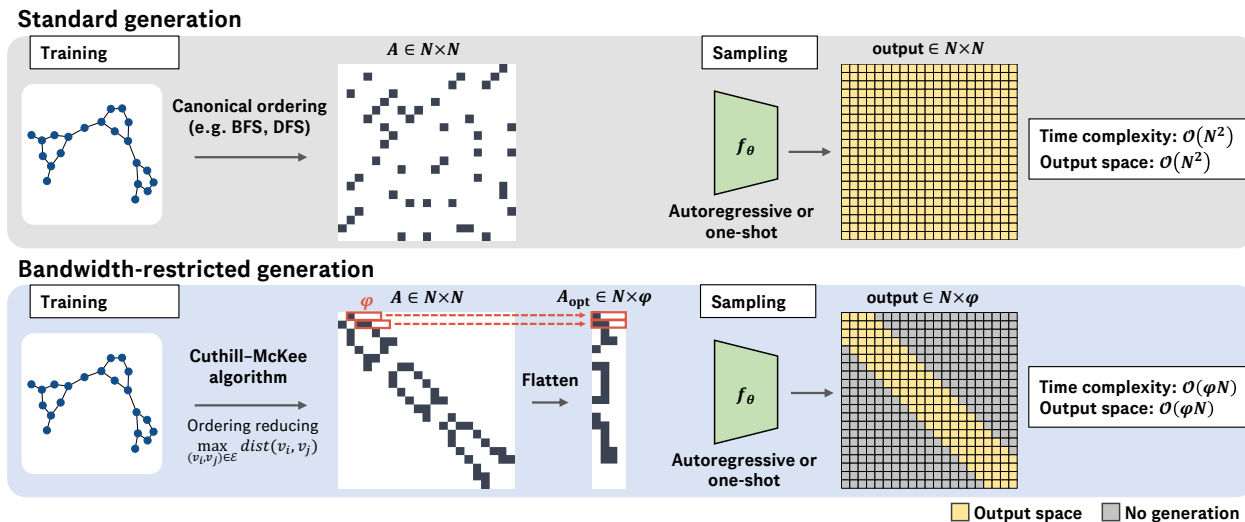 Standard generation
Training
Canonical ordering
(e.g. BFS, DFS)
A ∈ N×N
Sampling
f_θ
Autoregressive or
one-shot
output ∈ N×N
Time complexity: 𝒪(N²)
Output space: 𝒪(N²)
Bandwidth-restricted generation
Training
Cuthill–McKee
algorithm
Ordering reducing
max dist(v_i, v_j)
(v_i,v_j)∈ℰ
φ
A ∈ N×N
Flatten
A_opt ∈ N×φ
Sampling
f_θ
Autoregressive or
one-shot
output ∈ N×φ
Time complexity: 𝒪(φN)
Output space: 𝒪(φN)
Output space
No generation